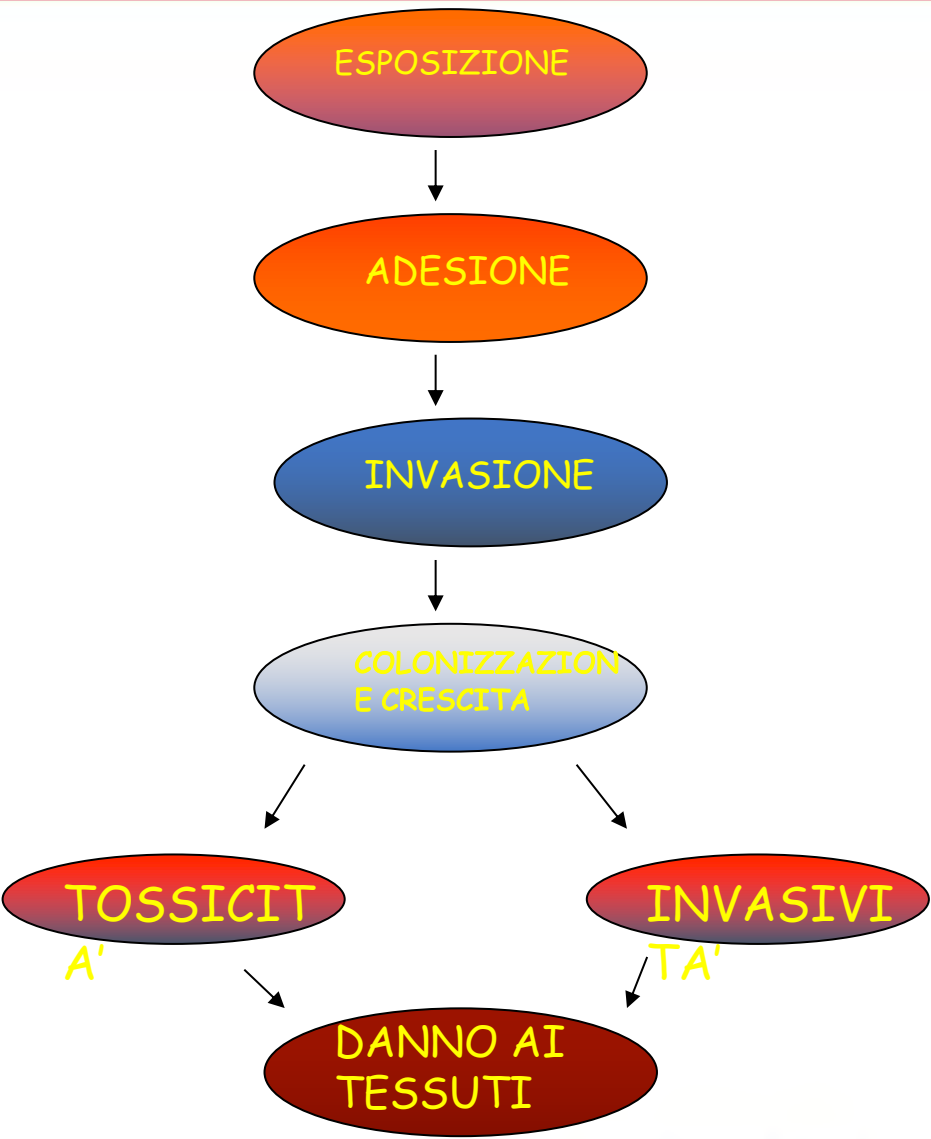 ESPOSIZIONE
ADESIONE
INVASIONE
COLONIZZAZION
E CRESCITA
TOSSICIT
A'
INVASIVI
TA'
DANNO AI
TESSUTI